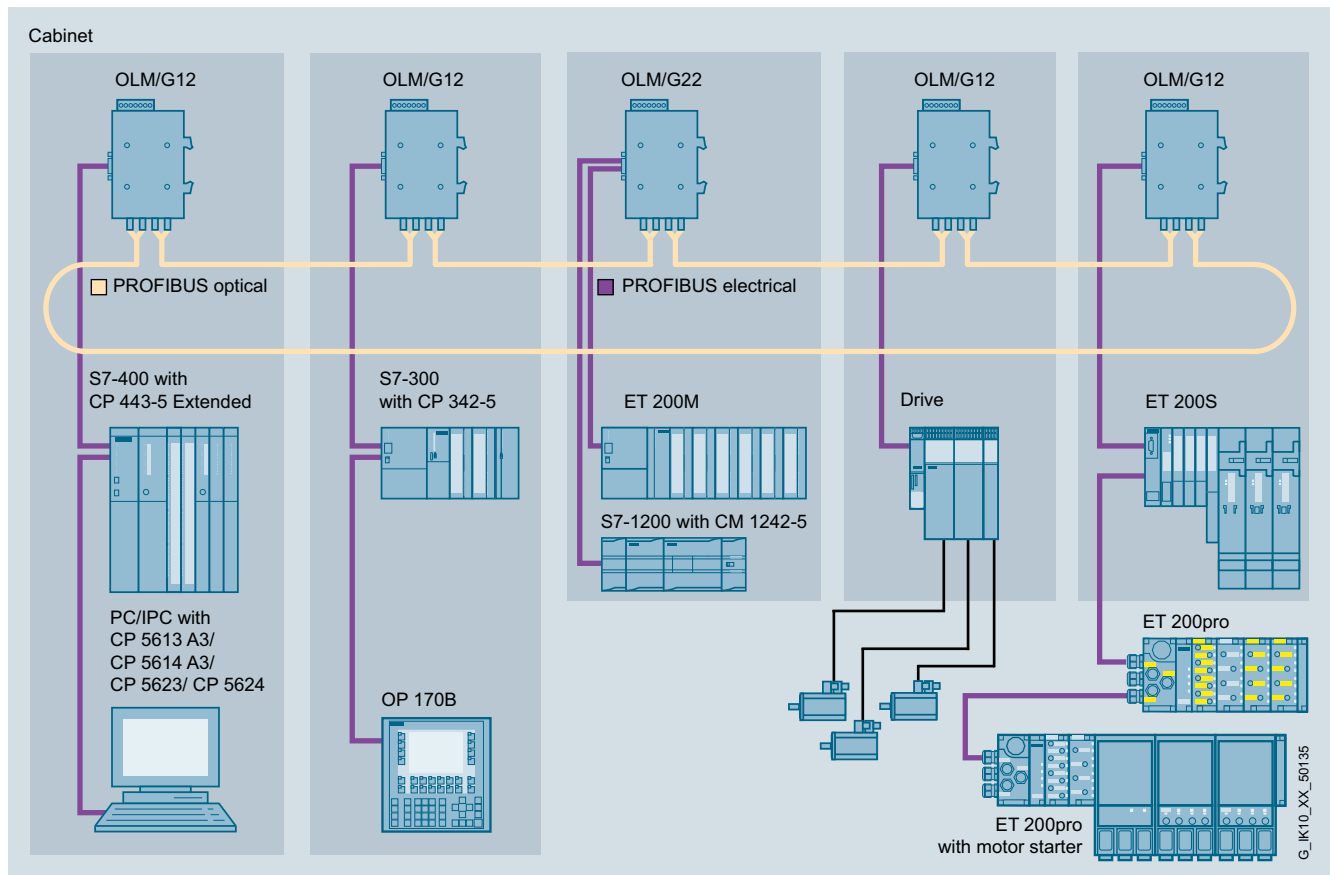 Cabinet
OLM/G12
OLM/G12
OLM/G22
OLM/G12
OLM/G12
PROFIBUS optical
PROFIBUS electrical
S7-400 with
CP 443-5 Extended
S7-300
with CP 342-5
ET 200M
Drive
ET 200S
S7-1200 with CM 1242-5
PC/IPC with
CP 5613 A3/
CP 5614 A3/
CP 5623/ CP 5624
OP 170B
ET 200pro
ET 200pro
with motor starter
G_IK10_XX_50135